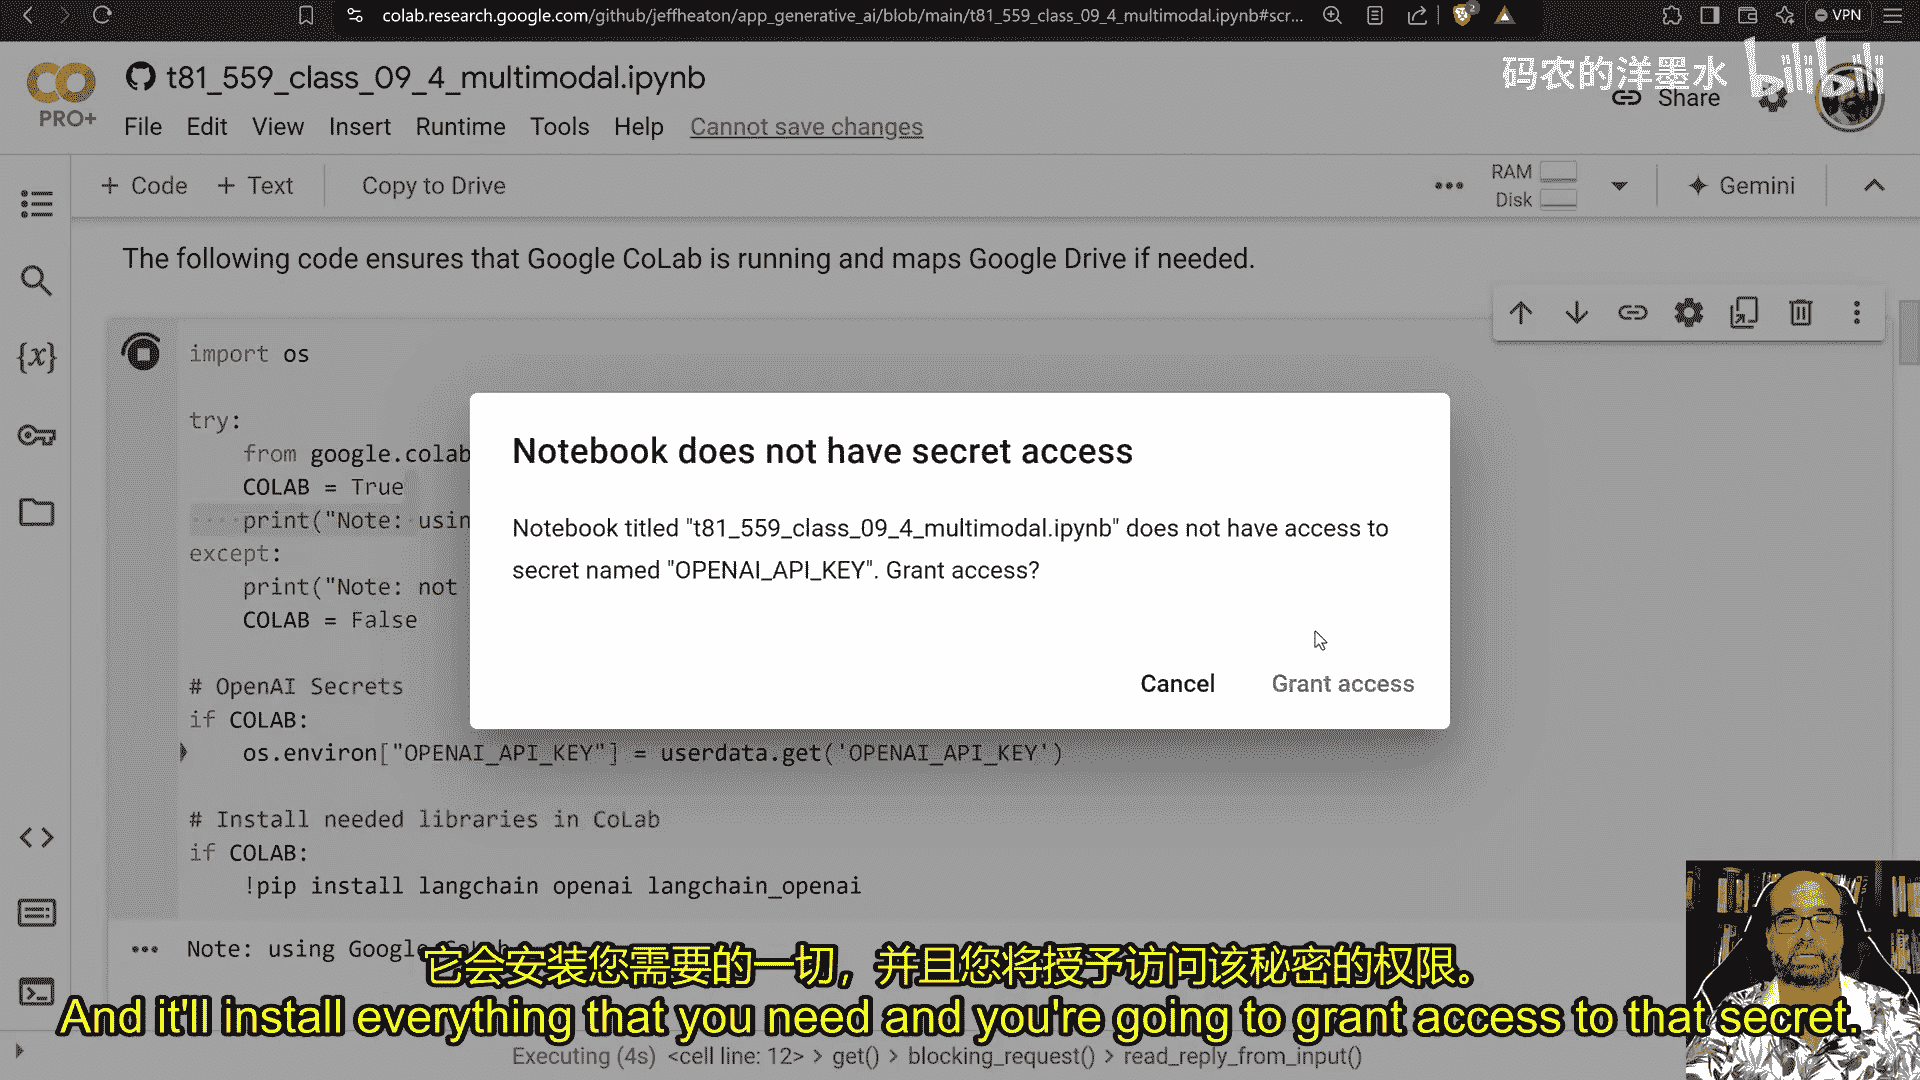 colab.research.google.com/github/jeffheaton/app_generative_ai/blob/main/t81_559_class_09_4_multimodal.ipynb#scr...
2
VPN
CO
PRO+
t81_559_class_09_4_multimodal.ipynb
码农的洋墨水 bilibili
Share
File Edit View Insert Runtime Tools Help Cannot save changes
+ Code + Text Copy to Drive
RAM
Disk
Gemini
The following code ensures that Google CoLab is running and maps Google Drive if needed.
{x}
import os
try:
from google.colab
COLAB = True
print("Note: usin
except:
print("Note: not
COLAB = False
Notebook does not have secret access
Notebook titled "t81_559_class_09_4_multimodal.ipynb" does not have access to
secret named "OPENAI_API_KEY". Grant access?
Cancel Grant access
# OpenAI Secrets
if COLAB:
os.environ["OPENAI_API_KEY"] = userdata.get('OPENAI_API_KEY')
# Install needed libraries in CoLab
if COLAB:
!pip install langchain openai langchain_openai
Note: using Google CoLab
它会安装您需要的一切，并且您将授予访问该秘密的权限。
And it'll install everything that you need and you're going to grant access to that secret.
Executing (4s) <cell line: 12> > get() > blocking_request() > read_reply_from_input()